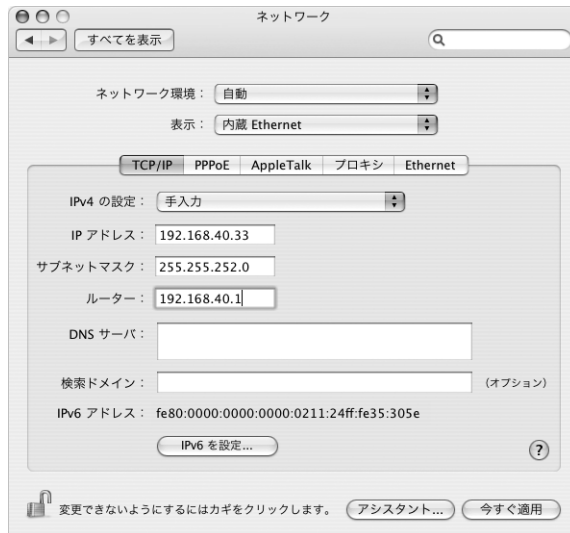 ネットワーク
すべてを表示
ネットワーク環境： 自動
表示： 内蔵 Ethernet
TCP/IP PPPoE AppleTalk プロキシ Ethernet
IPv4 の設定： 手入力
IP アドレス： 192.168.40.33
サブネットマスク： 255.255.252.0
ルーター： 192.168.40.1
DNS サーバ：
検索ドメイン： (オプション)
IPv6 アドレス： fe80:0000:0000:0000:0211:24ff:fe35:305e
IPv6 を設定... ?
変更できないようにするにはカギをクリックします。 アシスタント... 今すぐ適用